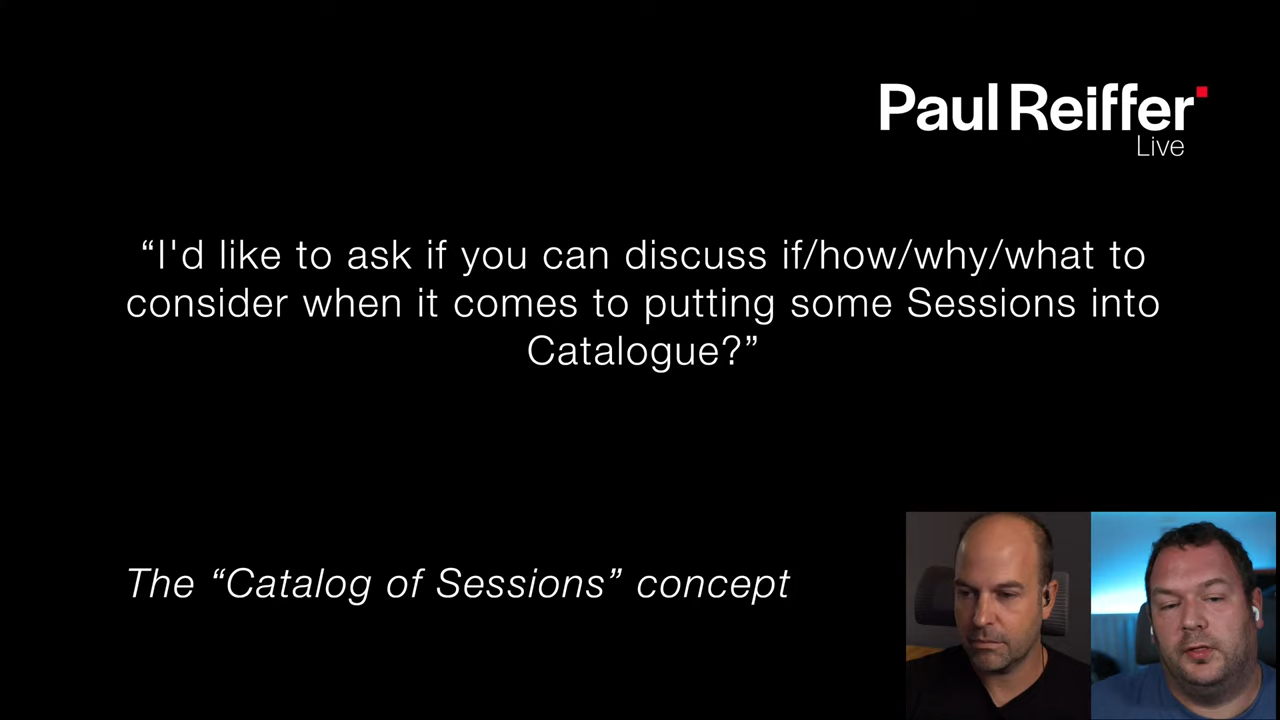 Paul Reiffer
Live
“I'd like to ask if you can discuss if/how/why/what to
consider when it comes to putting some Sessions into
Catalogue?”
The “Catalog of Sessions” concept